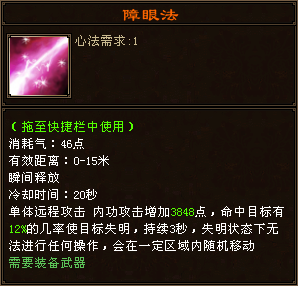 障眼法
心法需求:1
（拖至快捷栏中使用）
消耗气：46点
有效距离：0-15米
瞬间释放
冷却时间：20秒
单体远程攻击 内功攻击增加3848点，命中目标有
12%的几率使目标失明，持续3秒，失明状态下无
法进行任何操作，会在一定区域内随机移动
需要装备武器